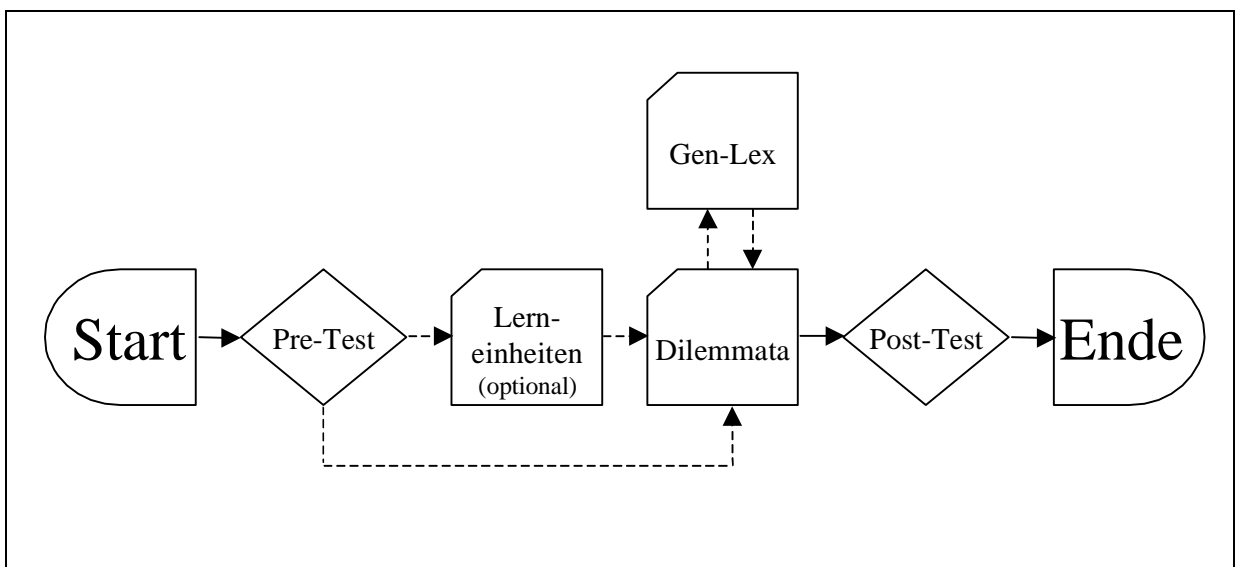 Gen-Lex
Start
Pre-Test
Lern-
einheiten
(optional)
Dilemmata
Post-Test
Ende